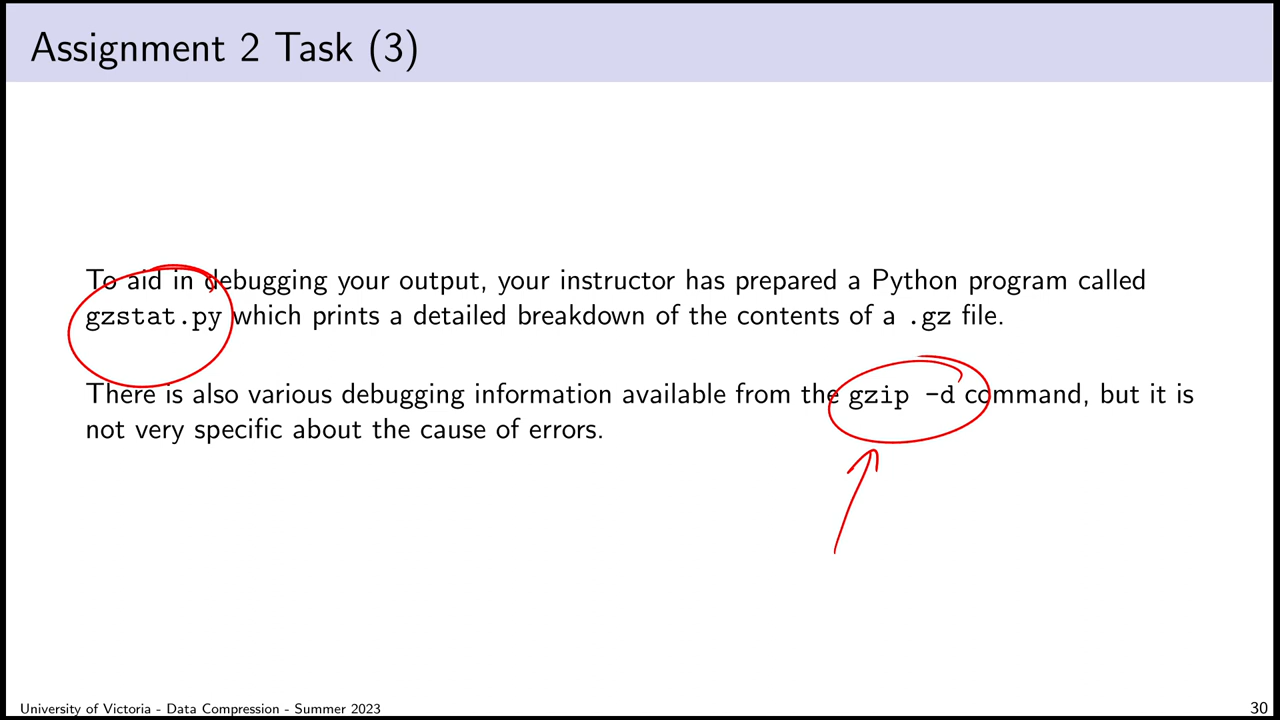 Assignment 2 Task (3)
To aid in debugging your output, your instructor has prepared a Python program called
gzstat.py which prints a detailed breakdown of the contents of a .gz file.
There is also various debugging information available from the gzip -d command, but it is
not very specific about the cause of errors.
University of Victoria - Data Compression - Summer 2023
30